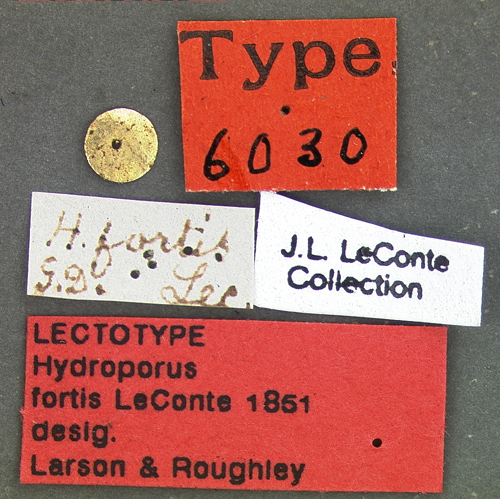 Type
6030
H. fortis
S.D. Lec.
J.L. LeConte
Collection
LECTOTYPE
Hydroporus
fortis LeConte 1851
desig.
Larson & Roughley